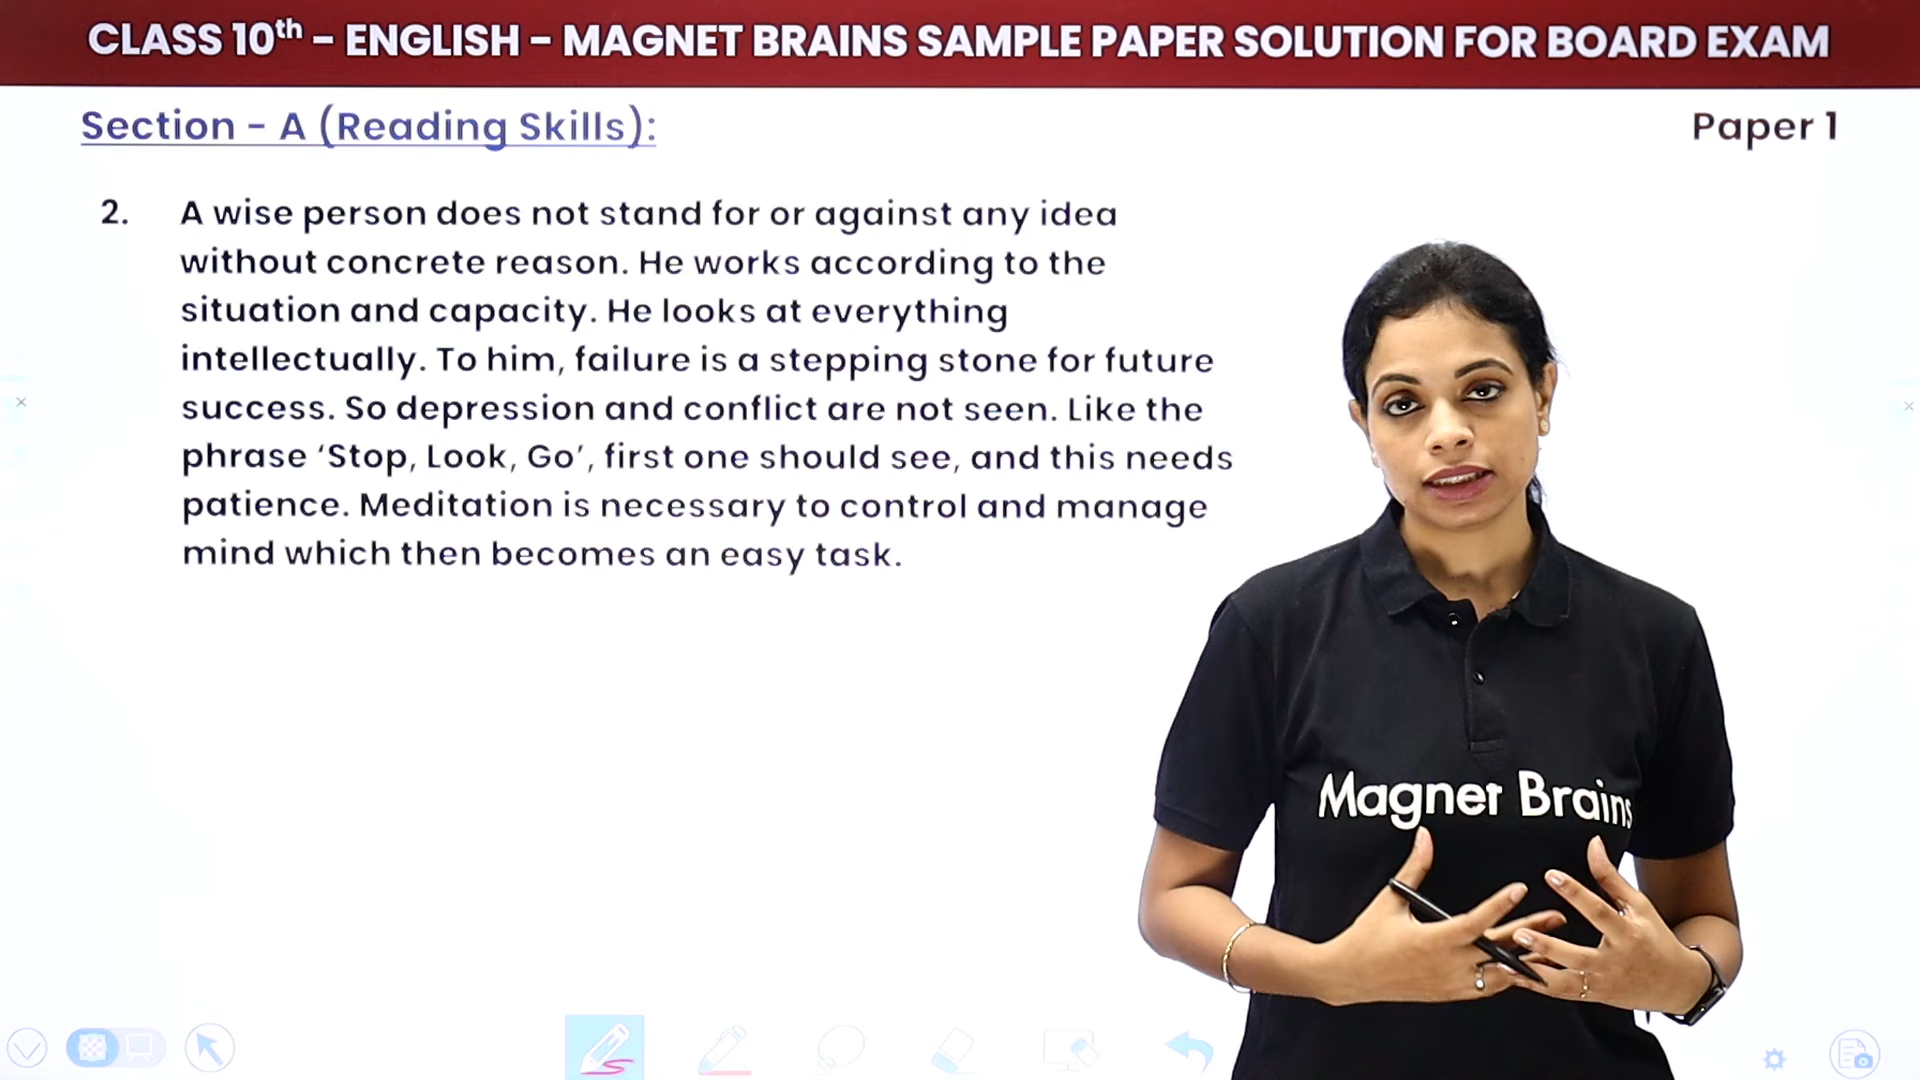 CLASS 10th – ENGLISH – MAGNET BRAINS SAMPLE PAPER SOLUTION FOR BOARD EXAM
Section – A (Reading Skills):
Paper 1
2. A wise person does not stand for or against any idea
without concrete reason. He works according to the
situation and capacity. He looks at everything
intellectually. To him, failure is a stepping stone for future
success. So depression and conflict are not seen. Like the
phrase ‘Stop, Look, Go’, first one should see, and this needs
patience. Meditation is necessary to control and manage
mind which then becomes an easy task.
Magnet Brains